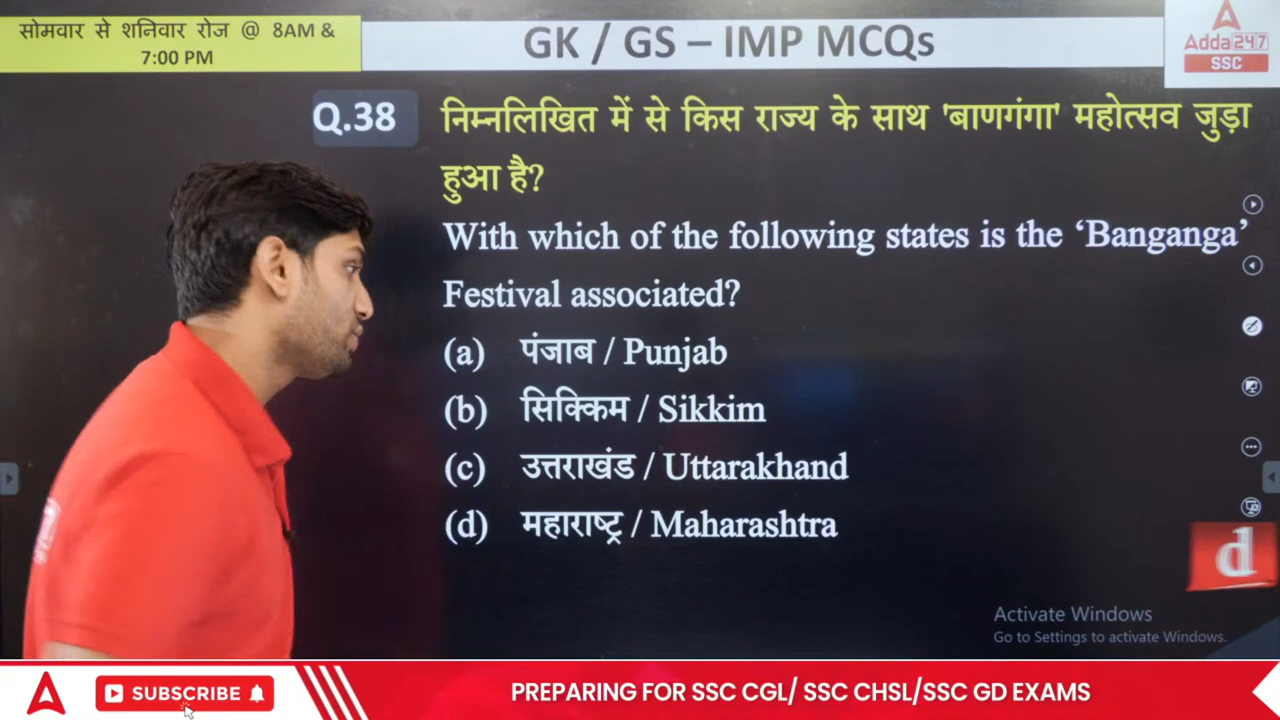 सोमवार से शनिवार रोज @ 8AM &
7:00 PM
GK / GS – IMP MCQs
Adda 247
SSC
Q.38
निम्नलिखित में से किस राज्य के साथ 'बाणगंगा' महोत्सव जुड़ा
हुआ है?
With which of the following states is the ‘Banganga’
Festival associated?
(a) पंजाब / Punjab
(b) सिक्किम / Sikkim
(c) उत्तराखंड / Uttarakhand
(d) महाराष्ट्र / Maharashtra
d
Activate Windows
Go to Settings to activate Windows.
SUBSCRIBE
PREPARING FOR SSC CGL/ SSC CHSL/SSC GD EXAMS